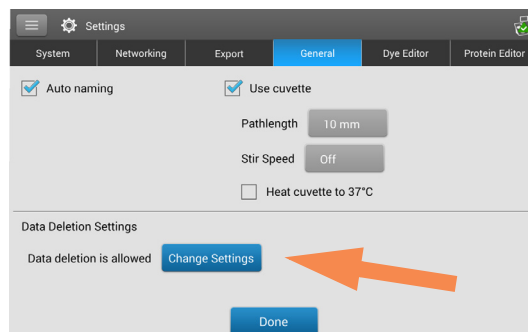 Settings
System Networking Export General Dye Editor Protein Editor
Auto naming Use cuvette
Pathlength 10 mm
Stir Speed Off
Heat cuvette to 37°C
Data Deletion Settings
Data deletion is allowed Change Settings
Done